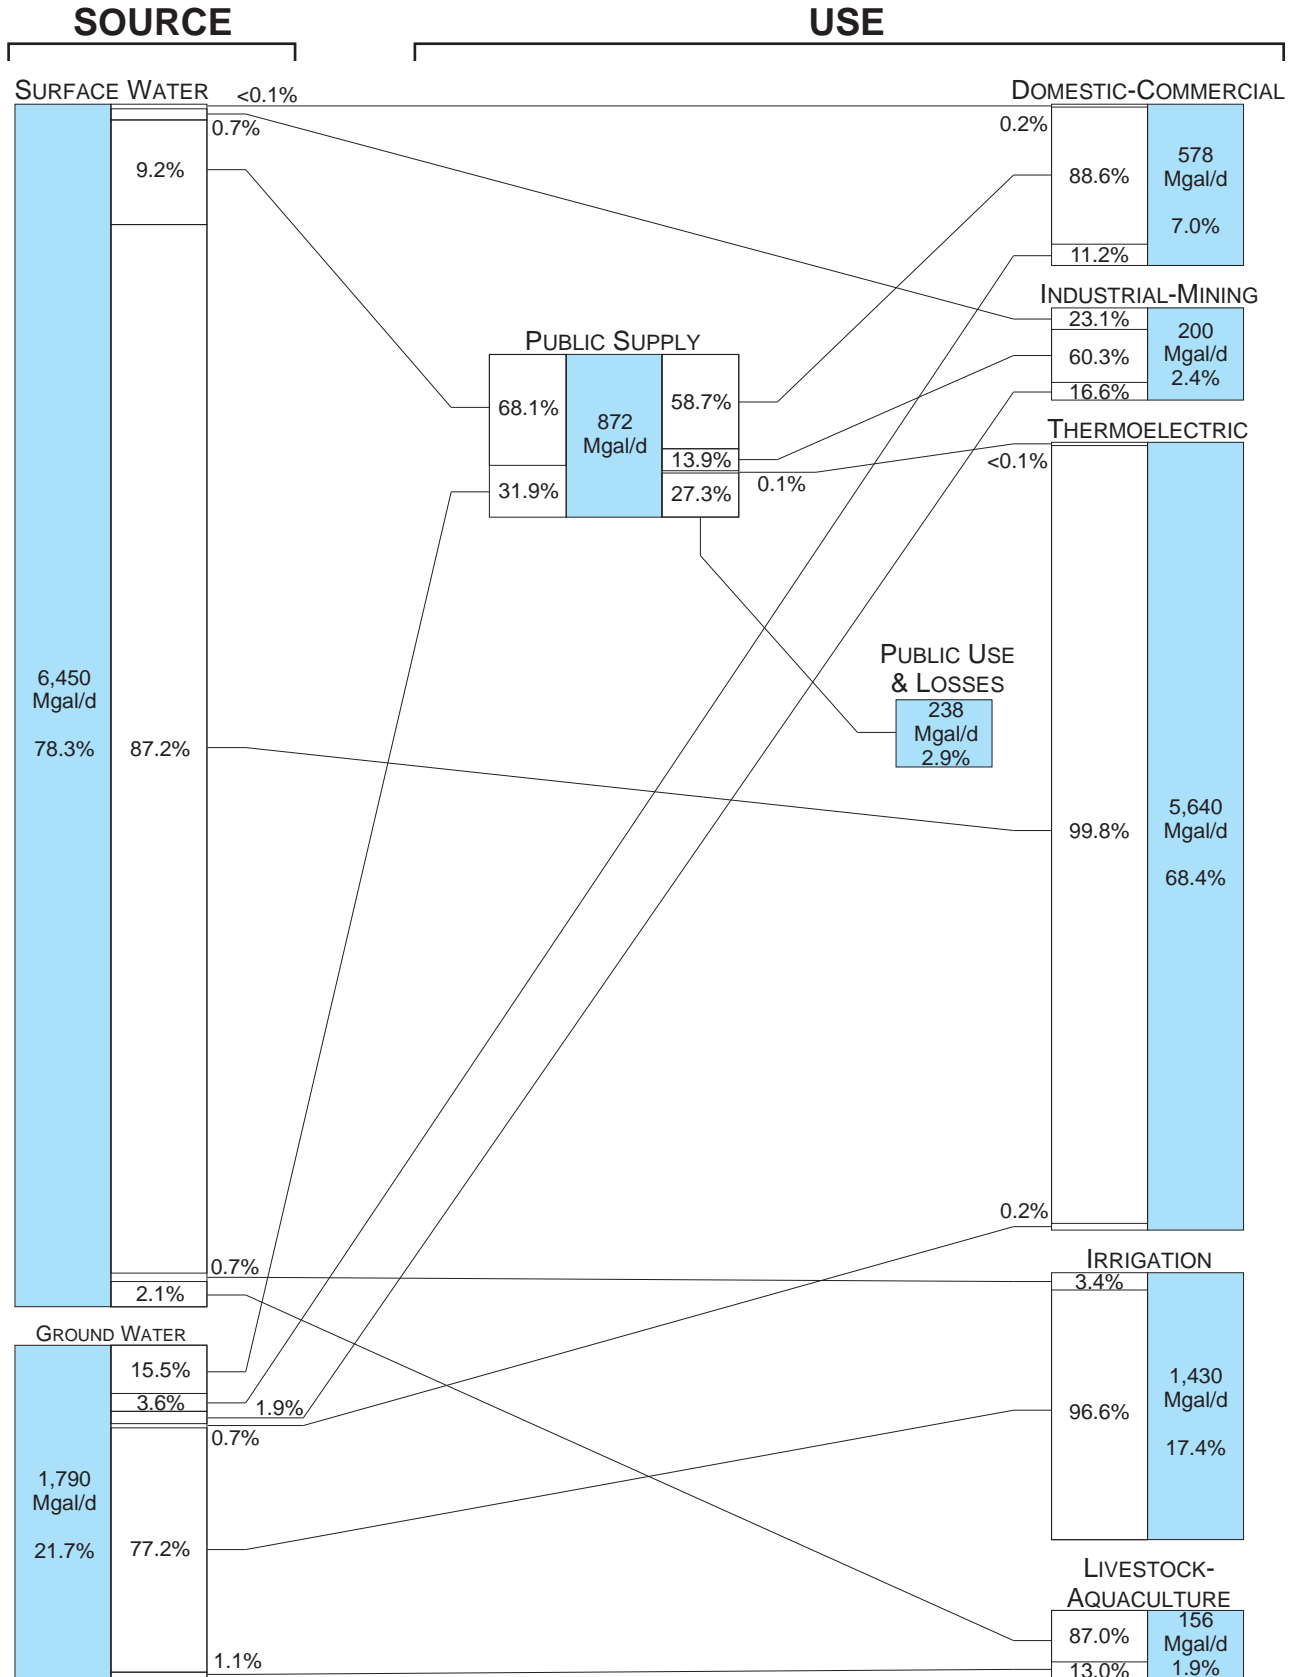 SOURCE
USE
SURFACE WATER
<0.1%
0.7%
9.2%
6,450
Mgal/d
78.3%
87.2%
0.7%
2.1%
GROUND WATER
15.5%
3.6%
1.9%
0.7%
1,790
Mgal/d
21.7%
77.2%
1.1%
PUBLIC SUPPLY
68.1%
31.9%
872
Mgal/d
58.7%
13.9%
0.1%
27.3%
PUBLIC USE
& LOSSES
238
Mgal/d
2.9%
DOMESTIC-COMMERCIAL
0.2%
88.6%
11.2%
578
Mgal/d
7.0%
INDUSTRIAL-MINING
23.1%
60.3%
16.6%
200
Mgal/d
2.4%
THERMOELECTRIC
<0.1%
99.8%
0.2%
5,640
Mgal/d
68.4%
IRRIGATION
3.4%
96.6%
1,430
Mgal/d
17.4%
LIVESTOCK-
AQUACULTURE
87.0%
13.0%
156
Mgal/d
1.9%